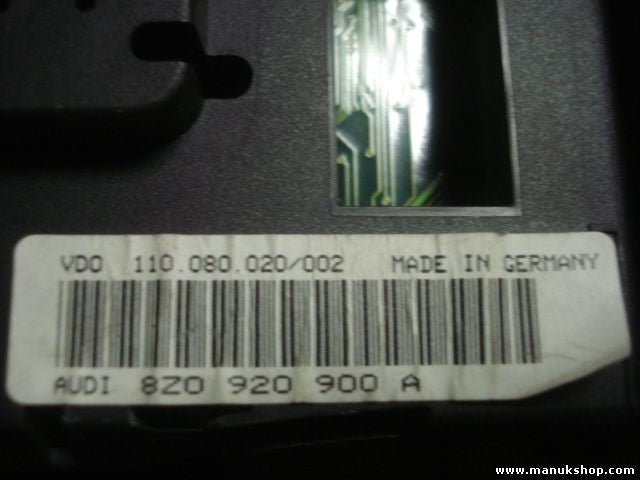 VDO 110.080.020/002 MADE IN GERMANY
AUDI 8Z0 920 900 A
www.manukshop.com